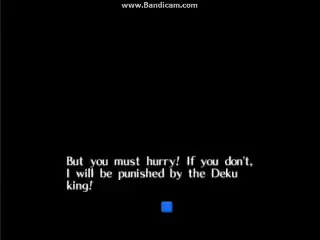 www.Bandicam.com
But you must hurry! If you don't,
I will be punished by the Deku
king!